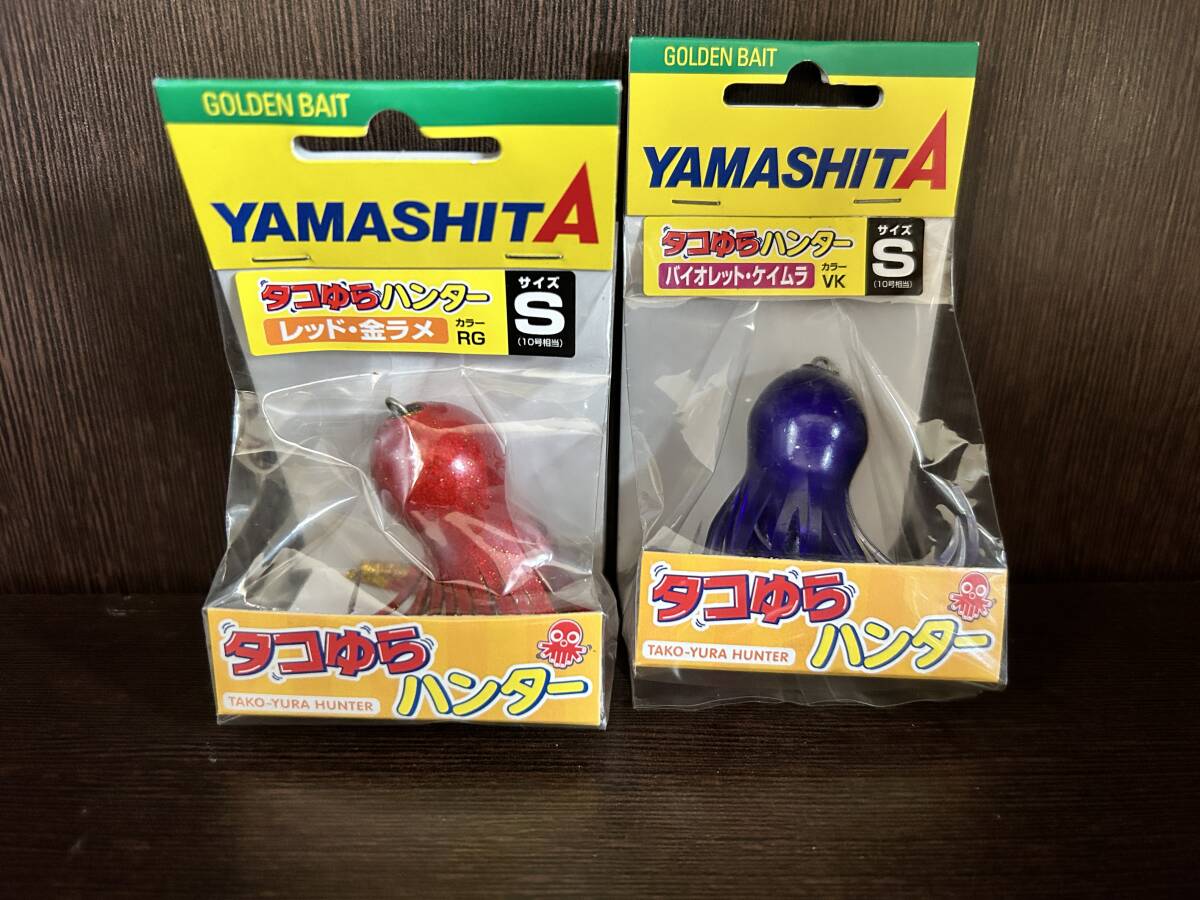 GOLDEN BAIT
YAMASHITA
タコゆらハンター
レッド・金ラメ
カラー
RG
サイズ
S
(10号相当)
タコゆら
ハンター
TAKO-YURA HUNTER
GOLDEN BAIT
YAMASHITA
タコゆらハンター
バイオレット・ケイムラ
カラー
VK
サイズ
S
(10号相当)
タコゆら
ハンター
TAKO-YURA HUNTER